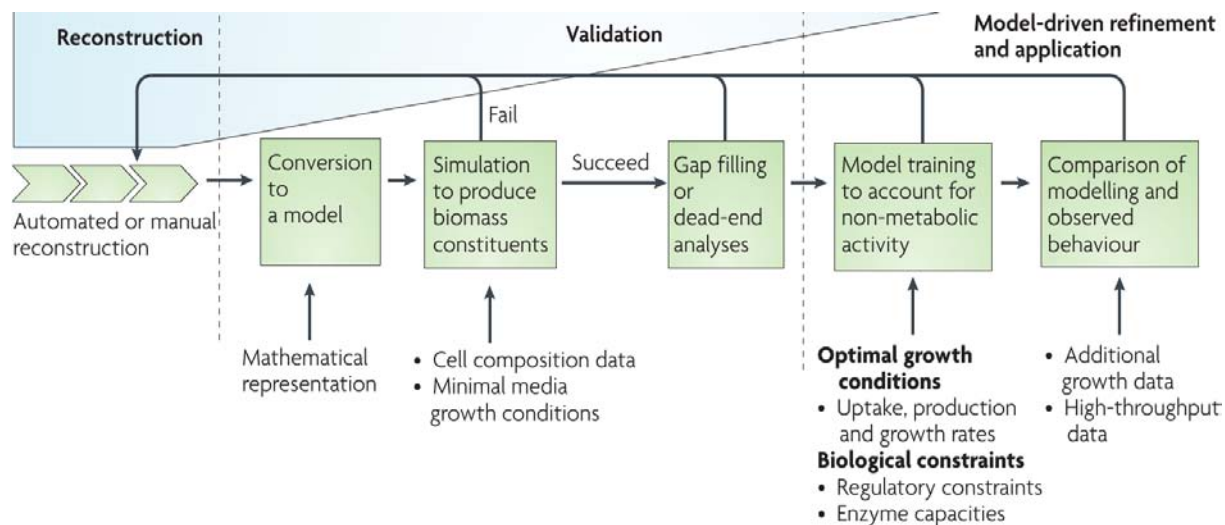 Reconstruction
Validation
Model-driven refinement
and application
Fail
Succeed
Automated or manual
reconstruction
Conversion
to
a model
Simulation
to produce
biomass
constituents
Gap filling
or
dead-end
analyses
Model training
to account for
non-metabolic
activity
Comparison of
modelling and
observed
behaviour
Mathematical
representation
• Cell composition data
• Minimal media
growth conditions
Optimal growth
conditions
• Uptake, production
and growth rates
Biological constraints
• Regulatory constraints
• Enzyme capacities
• Additional
growth data
• High-throughput
data